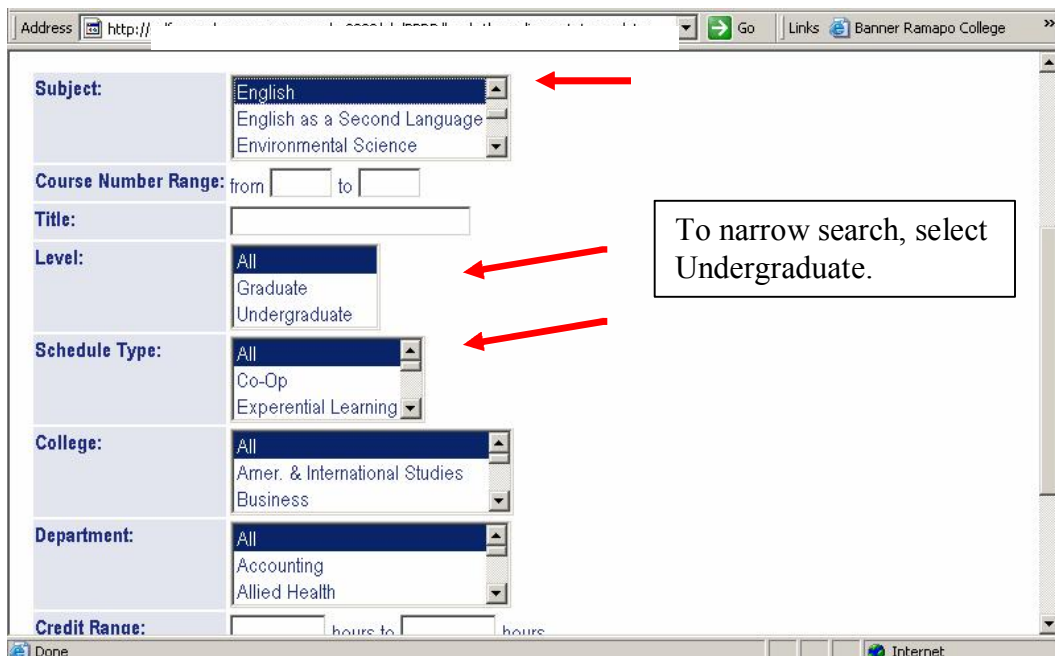 Address http://
Go Links Banner Ramapo College »
Subject: English
English as a Second Language
Environmental Science
Course Number Range: from to
Title:
To narrow search, select
Undergraduate.
Level: All
Graduate
Undergraduate
Schedule Type: All
Co-Op
Experential Learning
College: All
Amer. & International Studies
Business
Department: All
Accounting
Allied Health
Credit Range: hours to hours
Done Internet